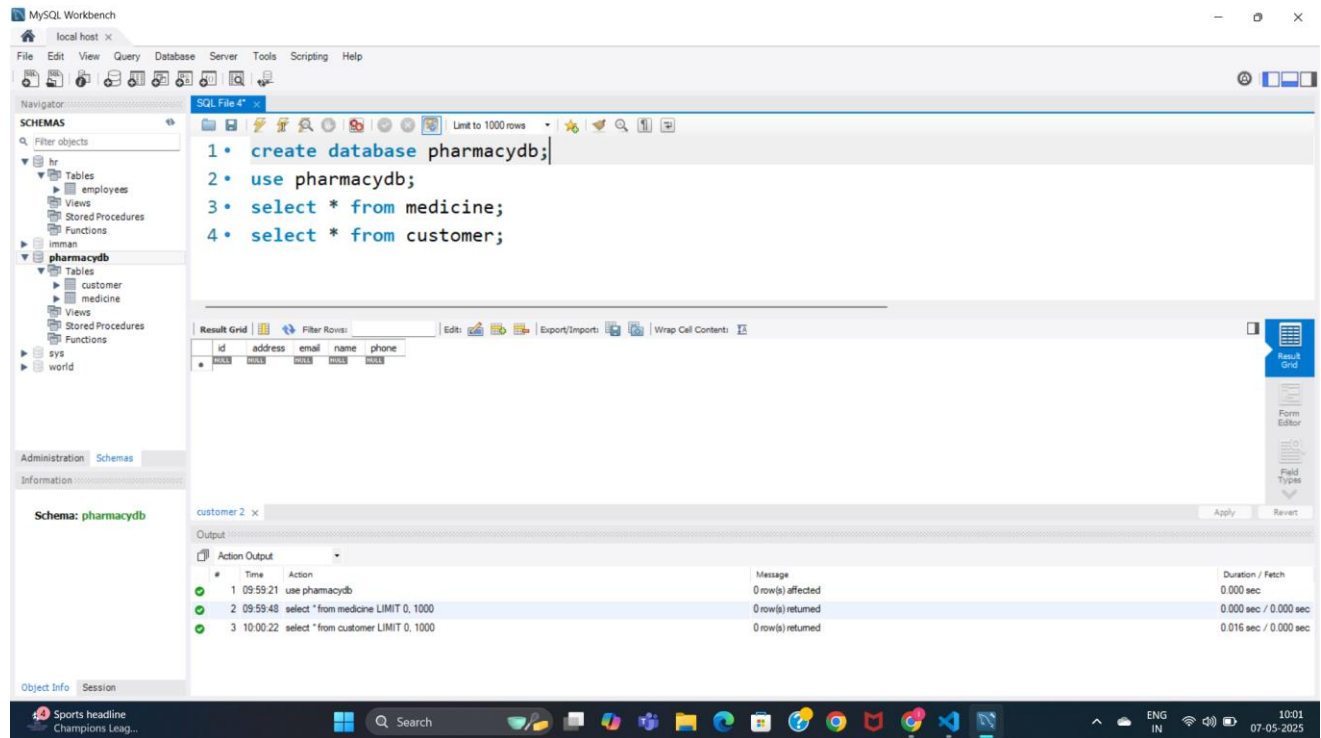 MySQL Workbench
local host
File Edit View Query Database Server Tools Scripting Help
Navigator
SCHEMAS
Filter objects
hr
Tables
employees
Views
Stored Procedures
Functions
imman
pharmacydb
Tables
customer
medicine
Views
Stored Procedures
Functions
sys
world
Administration Schemas
Information
Schema: pharmacydb
Object Info Session
SQL File 4*
Limit to 1000 rows
1 create database pharmacydb;
2 use pharmacydb;
3 select * from medicine;
4 select * from customer;
Result Grid Filter Rows: Edit: Export/Import: Wrap Cell Content:
id address email name phone
NULL NULL NULL NULL NULL
Result
Grid
Form
Editor
Field
Types
customer 2 Apply Revert
Output
Action Output
# Time Action Message Duration / Fetch
1 09:59:21 use pharmacydb 0 row(s) affected 0.000 sec
2 09:59:48 select * from medicine LIMIT 0, 1000 0 row(s) returned 0.000 sec / 0.000 sec
3 10:00:22 select * from customer LIMIT 0, 1000 0 row(s) returned 0.016 sec / 0.000 sec
4 Sports headline
Champions Leag...
Search
ENG
IN
10:01
07-05-2025